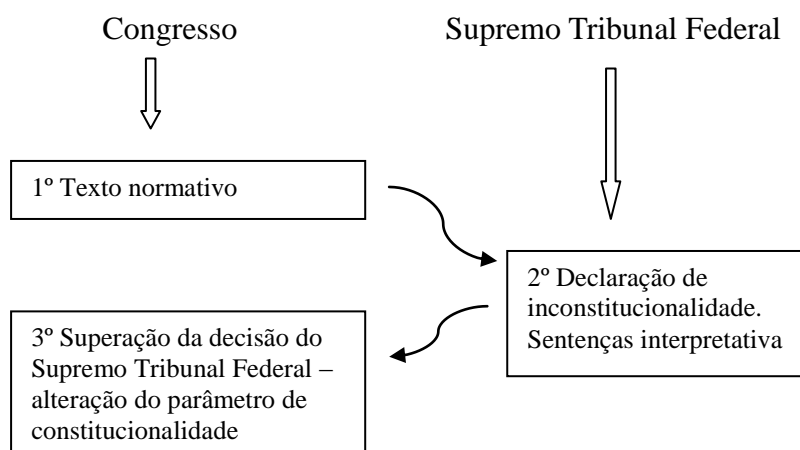 Congresso
Supremo Tribunal Federal
1º Texto normativo
2º Declaração de
inconstitucionalidade.
Sentenças interpretativa
3º Superação da decisão do
Supremo Tribunal Federal –
alteração do parâmetro de
constitucionalidade